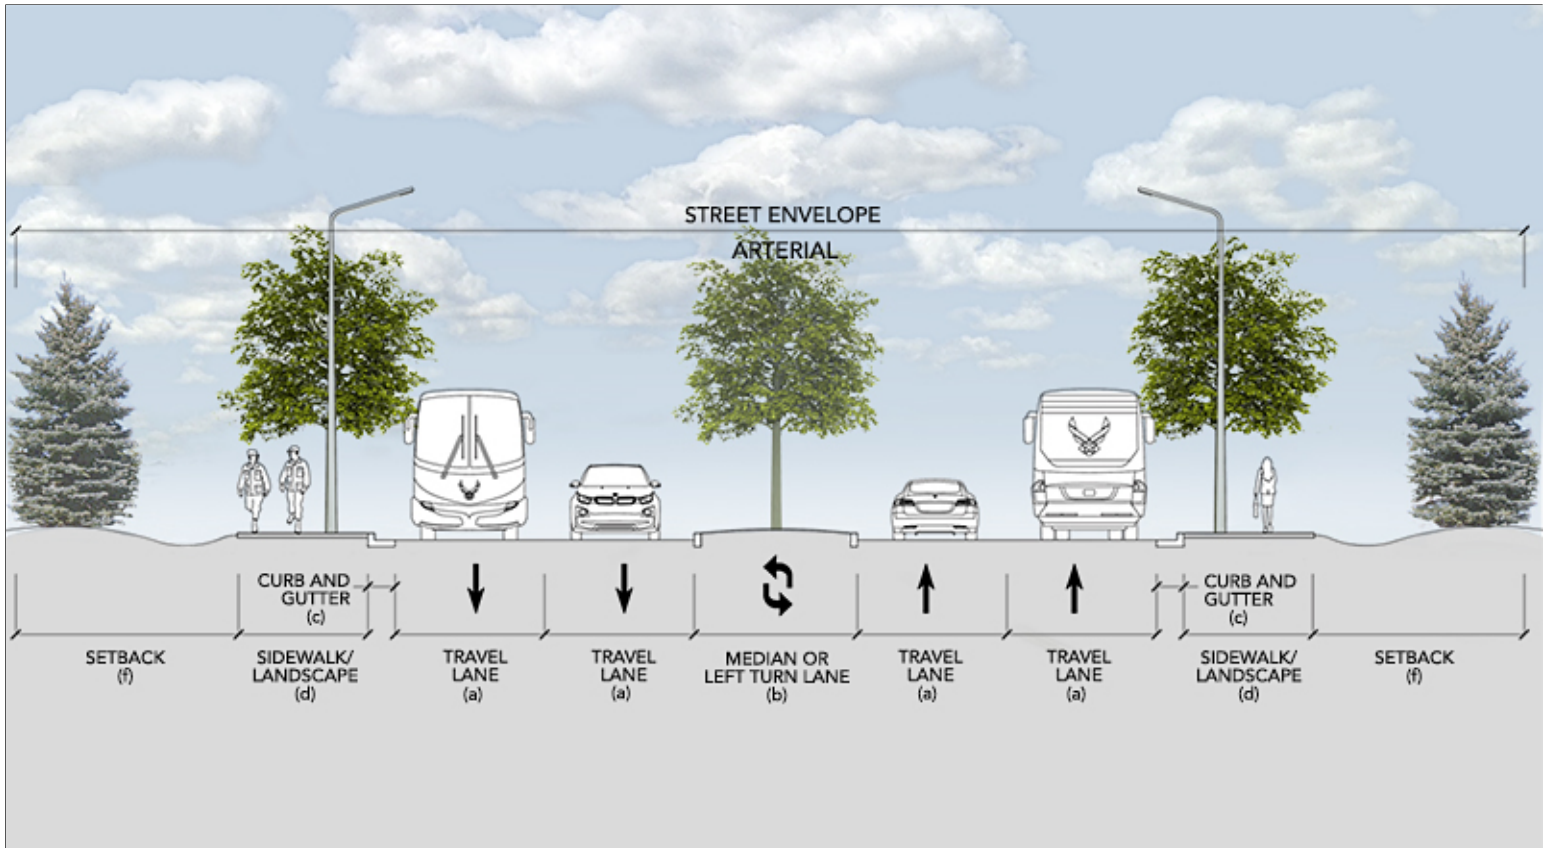 STREET ENVELOPE
ARTERIAL
CURB AND
GUTTER
(c)
CURB AND
GUTTER
(c)
SETBACK
(f)
SIDEWALK/
LANDSCAPE
(d)
TRAVEL
LANE
(a)
TRAVEL
LANE
(a)
MEDIAN OR
LEFT TURN LANE
(b)
TRAVEL
LANE
(a)
TRAVEL
LANE
(a)
SIDEWALK/
LANDSCAPE
(d)
SETBACK
(f)